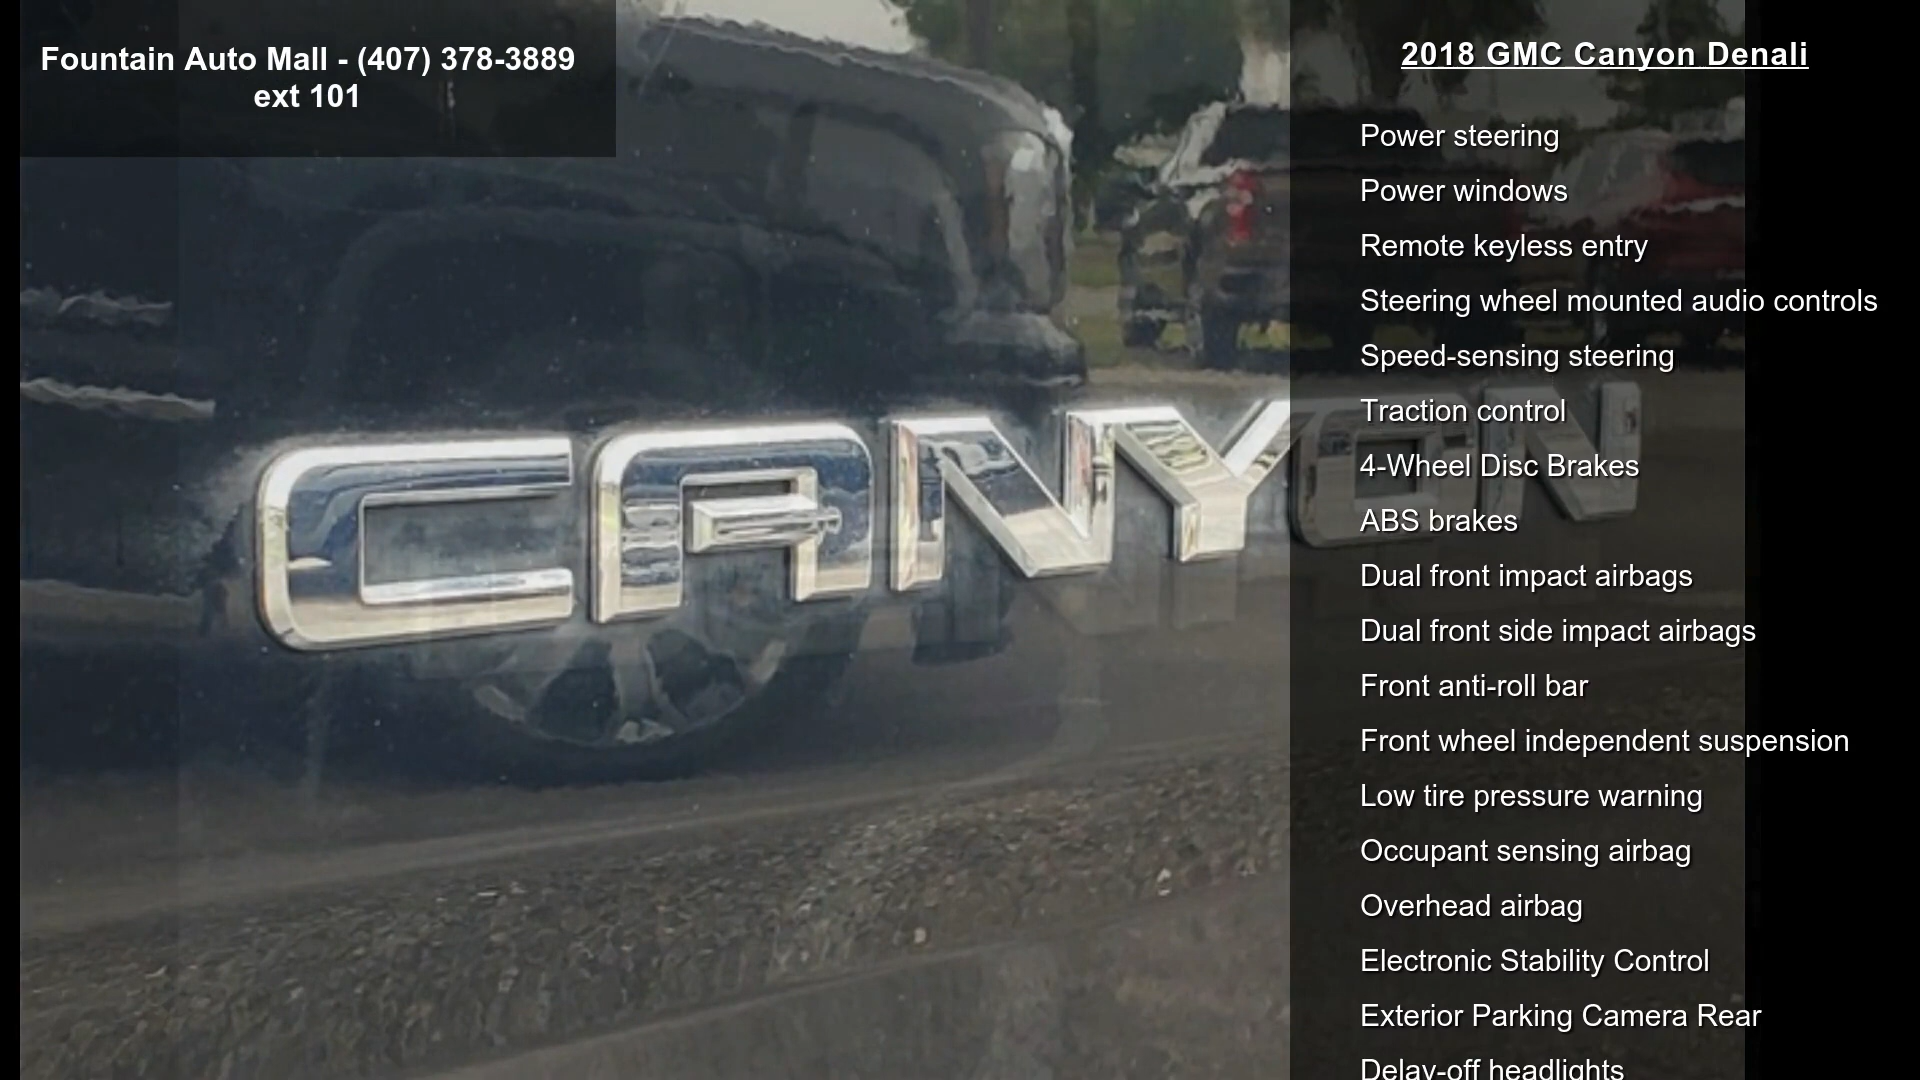 Fountain Auto Mall - (407) 378-3889
ext 101
2018 GMC Canyon Denali
Power steering
Power windows
Remote keyless entry
Steering wheel mounted audio controls
Speed-sensing steering
Traction control
4-Wheel Disc Brakes
ABS brakes
Dual front impact airbags
Dual front side impact airbags
Front anti-roll bar
Front wheel independent suspension
Low tire pressure warning
Occupant sensing airbag
Overhead airbag
Electronic Stability Control
Exterior Parking Camera Rear
Delay-off headlights
CANYON